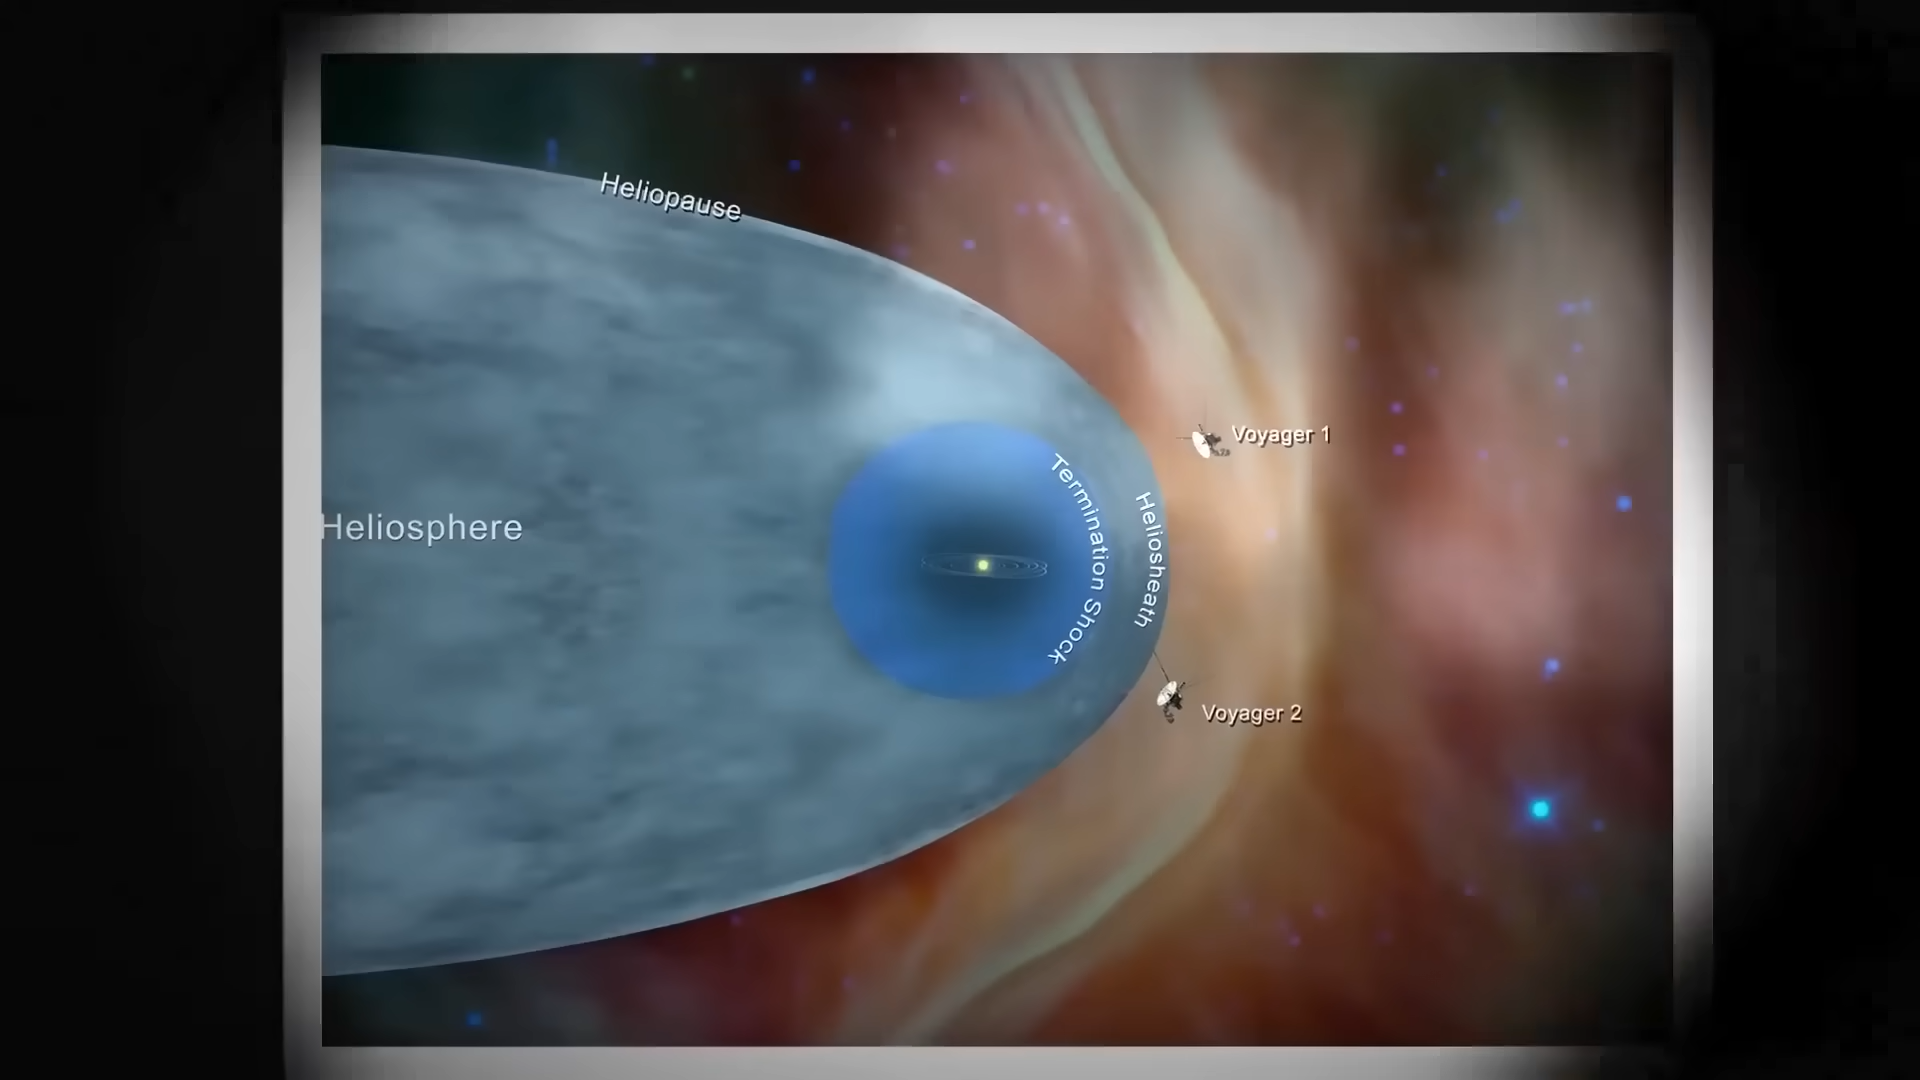 Heliopause
Voyager 1
Termination Shock
Heliosheath
Heliosphere
Voyager 2